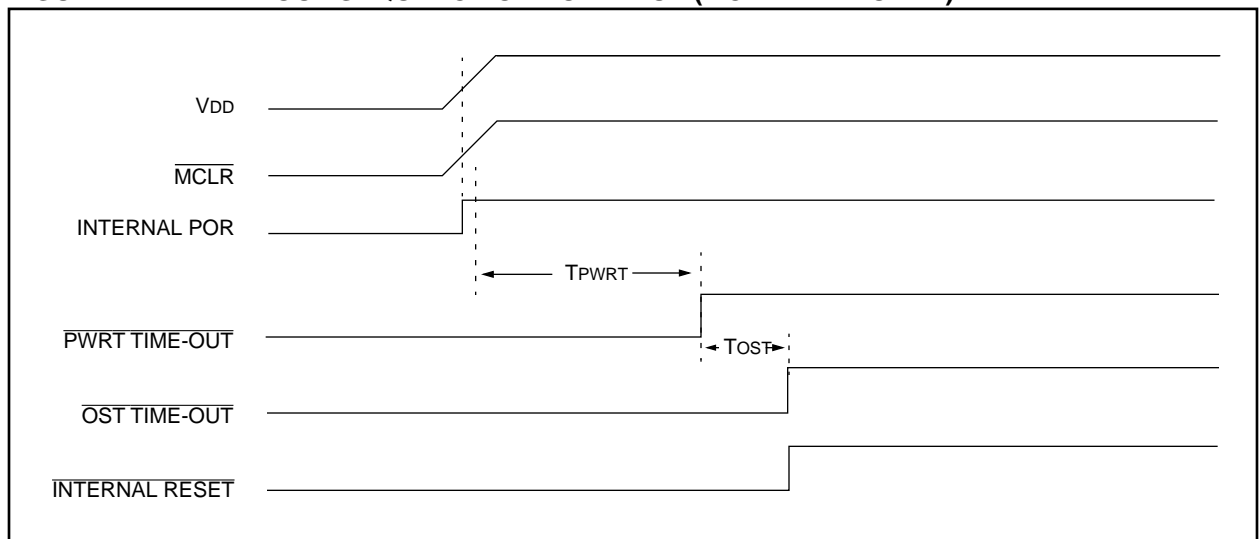 VDD
MCLR
INTERNAL POR
TPWRT
PWRT TIME-OUT
TOST
OST TIME-OUT
INTERNAL RESET